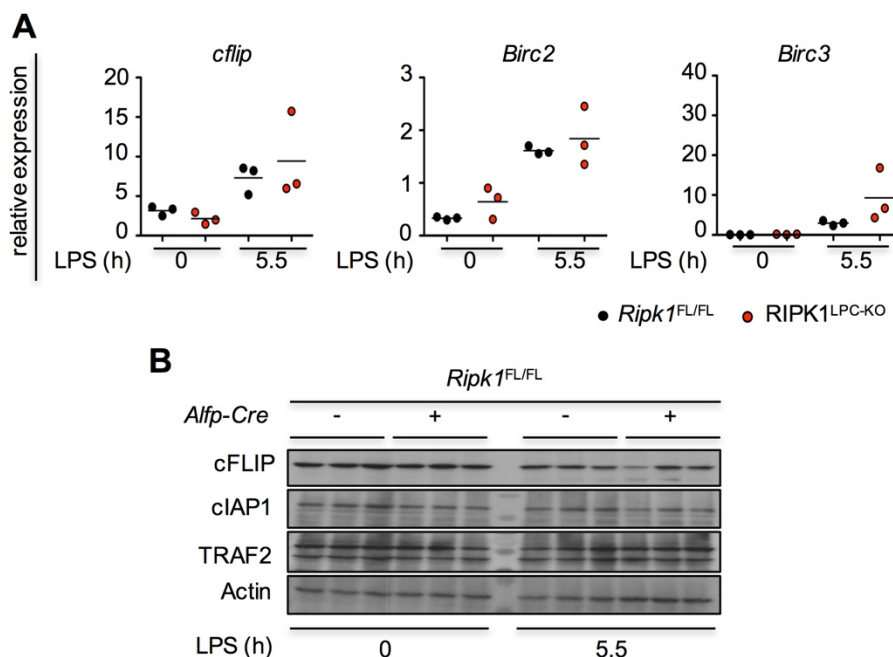 A
relative expression
cflip
20
15
10
5
0
LPS (h)
0
5.5
Birc2
3
2
1
0
LPS (h)
0
5.5
Birc3
40
30
20
10
0
LPS (h)
0
5.5
Ripk1FL/FL RIPK1LPC-KO
B
Ripk1FL/FL
Alfp-Cre - + - +
cFLIP
cIAP1
TRAF2
Actin
LPS (h) 0 5.5